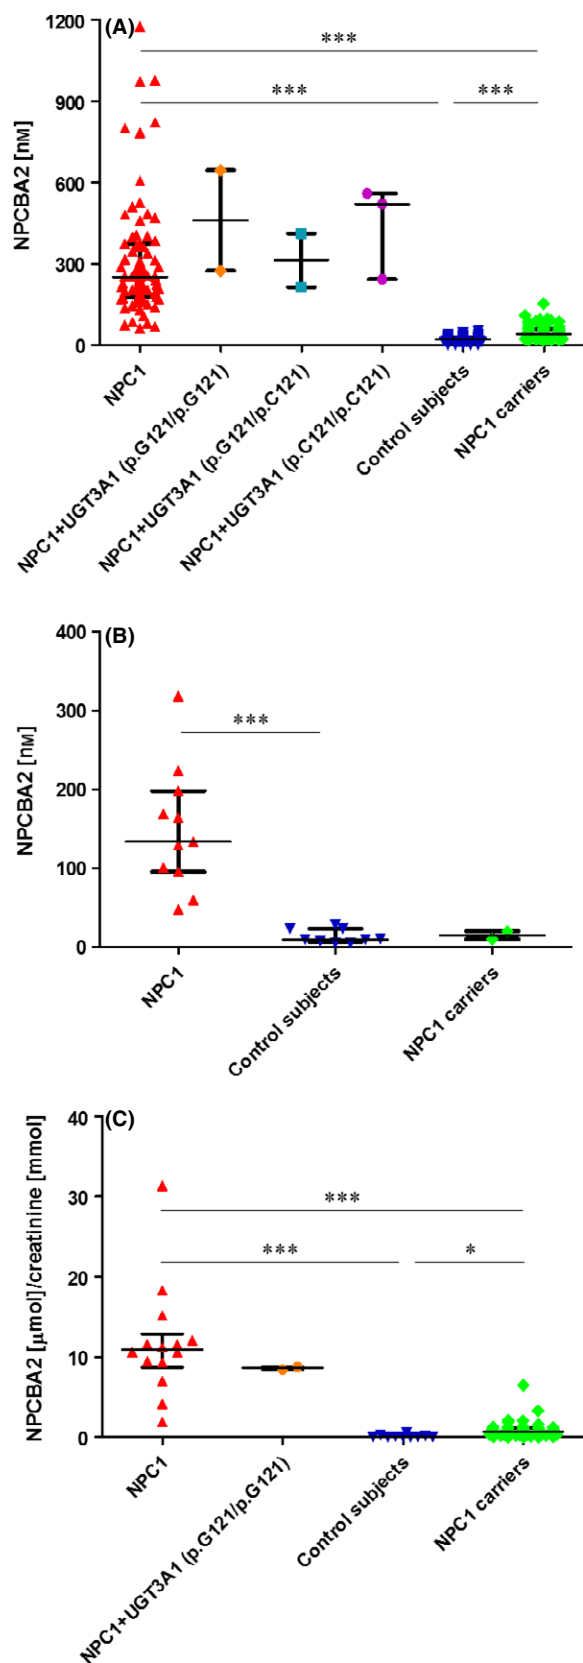 (A)
NPCBA2 [nM]
1200
900
600
300
0
***
***
***
NPC1
NPC1+UGT3A1 (p.G121/p.G121)
NPC1+UGT3A1 (p.G121/p.C121)
NPC1+UGT3A1 (p.C121/p.C121)
Control subjects
NPC1 carriers
(B)
NPCBA2 [nM]
400
300
200
100
0
***
NPC1
Control subjects
NPC1 carriers
(C)
NPCBA2 [μmol]/creatinine [mmol]
40
30
20
10
0
***
***
*
NPC1
NPC1+UGT3A1 (p.G121/p.G121)
Control subjects
NPC1 carriers